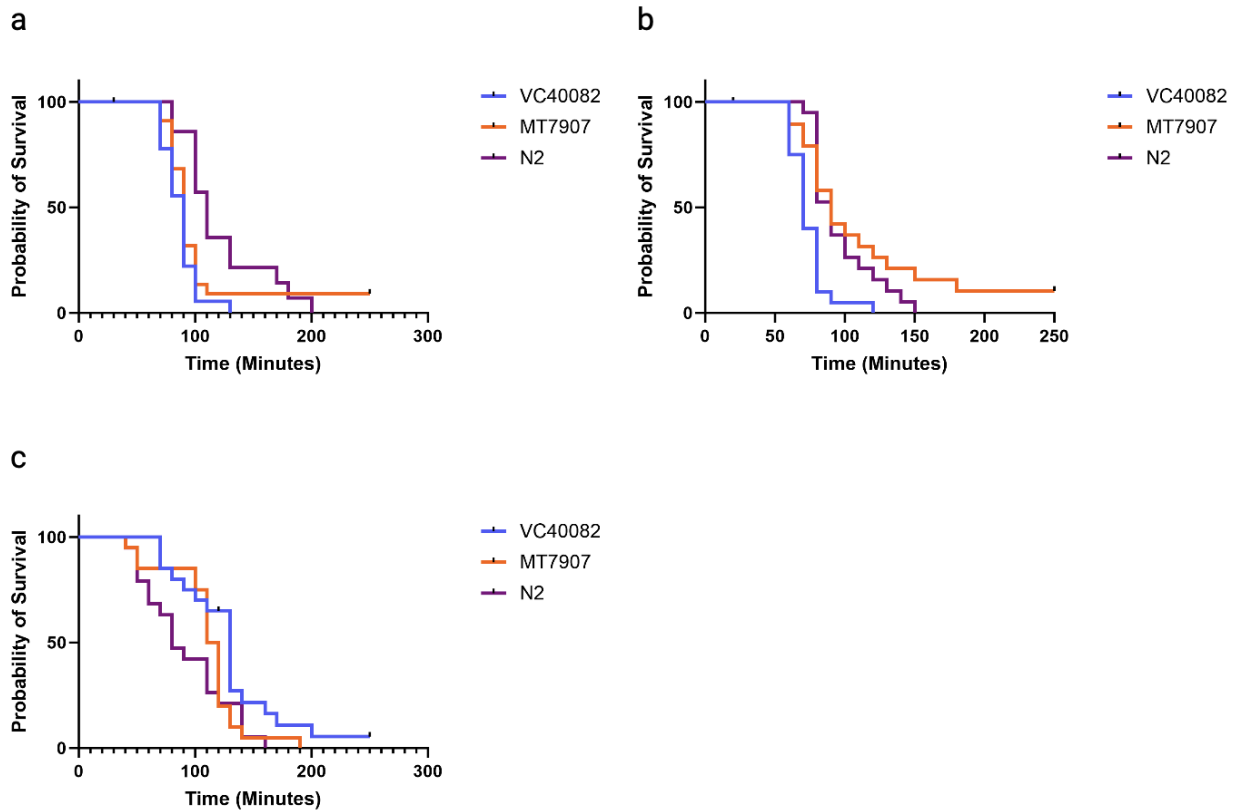 a
Probability of Survival
100
50
0
0 100 200 300
Time (Minutes)
VC40082
MT7907
N2
b
Probability of Survival
100
50
0
0 50 100 150 200 250
Time (Minutes)
VC40082
MT7907
N2
c
Probability of Survival
100
50
0
0 100 200 300
Time (Minutes)
VC40082
MT7907
N2